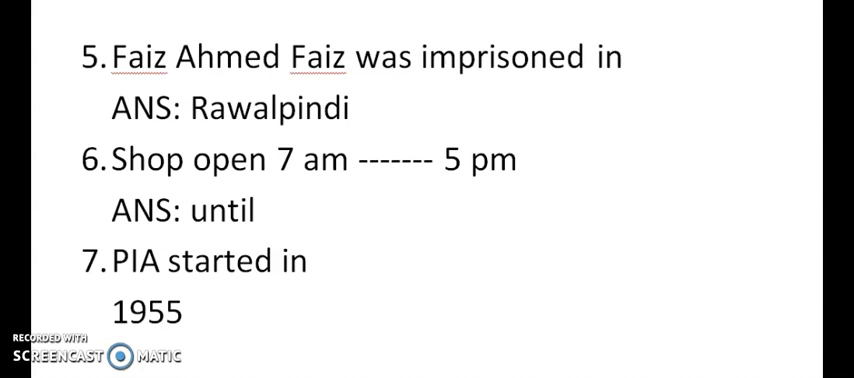 5. Faiz Ahmed Faiz was imprisoned in
ANS: Rawalpindi
6. Shop open 7 am ------- 5 pm
ANS: until
7. PIA started in
1955
RECORDED WITH
SCREENCAST MATIC